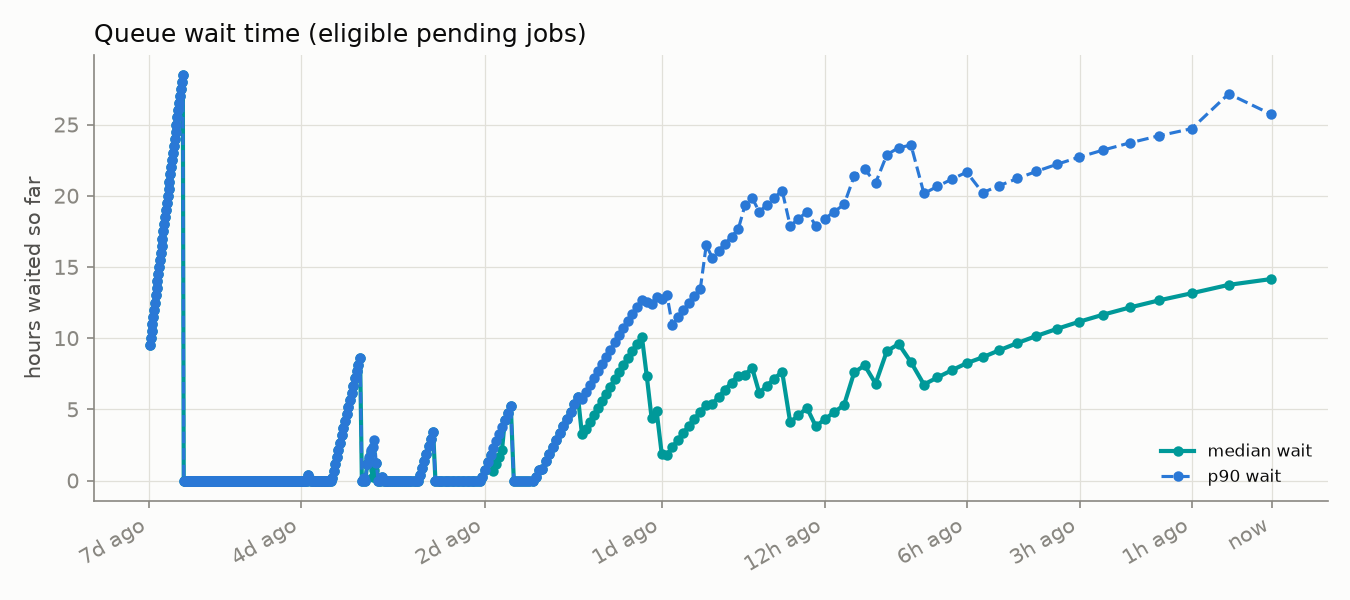 Queue wait time (eligible pending jobs)
hours waited so far
25
20
15
10
5
0
median wait
p90 wait
7d ago
4d ago
2d ago
1d ago
12h ago
6h ago
3h ago
1h ago
now